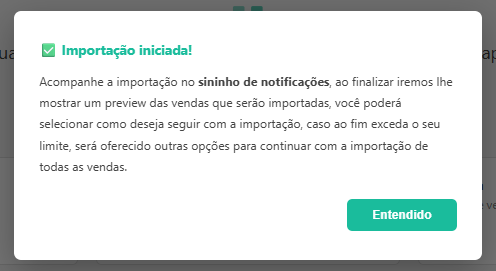 ✅ Importação iniciada!
Acompanhe a importação no sininho de notificações, ao finalizar iremos lhe
mostrar um preview das vendas que serão importadas, você poderá
selecionar como deseja seguir com a importação, caso ao fim exceda o seu
limite, será oferecido outras opções para continuar com a importação de
todas as vendas.
Entendido